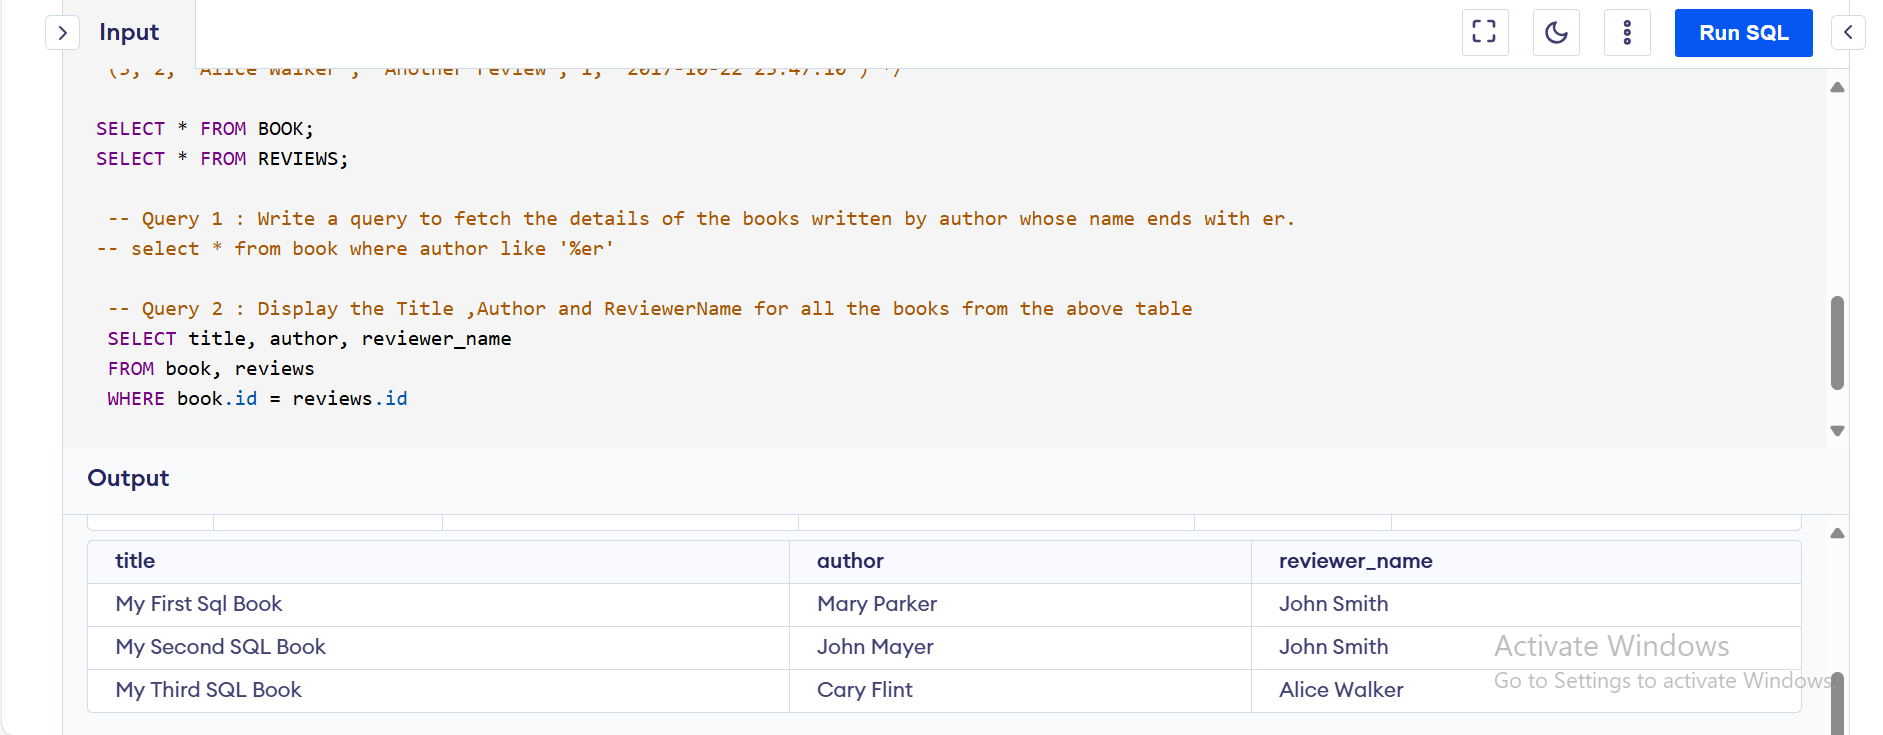 Input
Run SQL
(3, 2, 'Alice Walker', 'Another review', 1, '2017-10-22 23:47:10') */
SELECT * FROM BOOK;
SELECT * FROM REVIEWS;
-- Query 1 : Write a query to fetch the details of the books written by author whose name ends with er.
-- select * from book where author like '%er'
-- Query 2 : Display the Title ,Author and ReviewerName for all the books from the above table
SELECT title, author, reviewer_name
FROM book, reviews
WHERE book.id = reviews.id
Output
title author reviewer_name
My First Sql Book Mary Parker John Smith
My Second SQL Book John Mayer John Smith
My Third SQL Book Cary Flint Alice Walker
Activate Windows
Go to Settings to activate Windows.